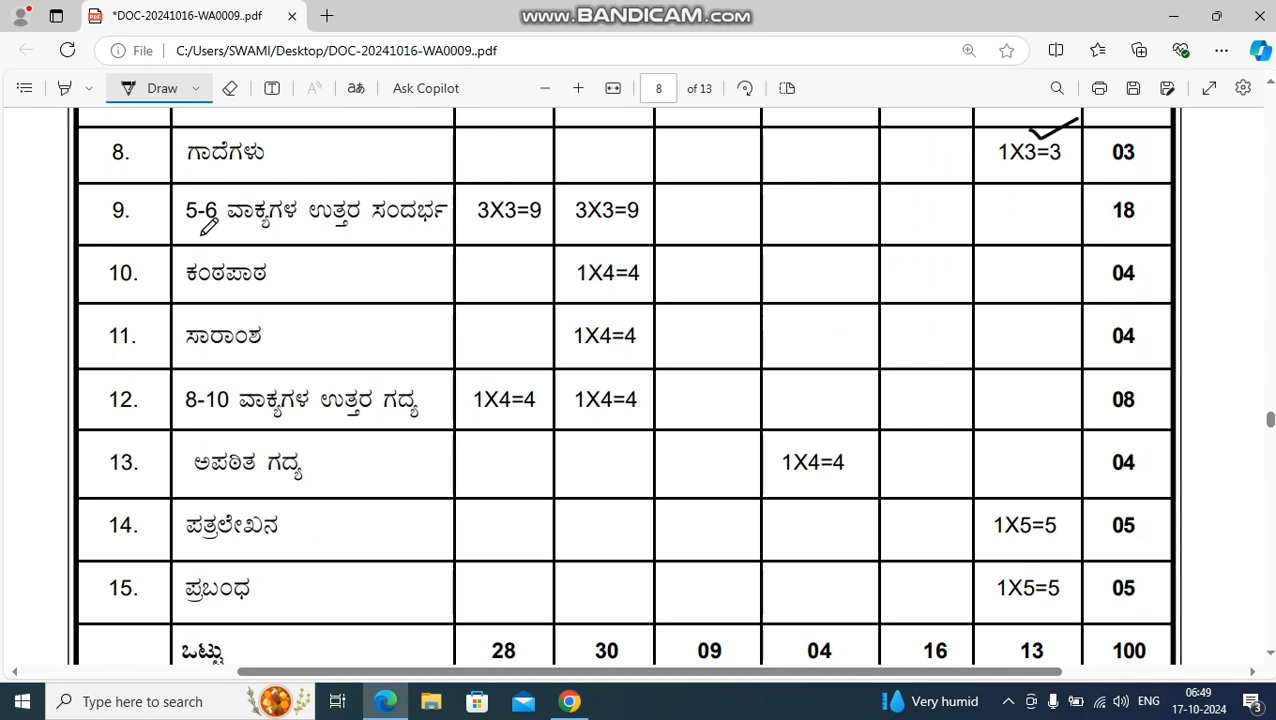 www.BANDICAM.com
*DOC-20241016-WA0009..pdf
File C:/Users/SWAMI/Desktop/DOC-20241016-WA0009..pdf
Draw T aあ Ask Copilot 8 of 13
8. ಗಾದೆಗಳು 1X3=3 03
9. 5-6 ವಾಕ್ಯಗಳ ಉತ್ತರ ಸಂದರ್ಭ 3X3=9 3X3=9 18
10. ಕಂಠಪಾಠ 1X4=4 04
11. ಸಾರಾಂಶ 1X4=4 04
12. 8-10 ವಾಕ್ಯಗಳ ಉತ್ತರ ಗದ್ಯ 1X4=4 1X4=4 08
13. ಅಪಠಿತ ಗದ್ಯ 1X4=4 04
14. ಪತ್ರಲೇಖನ 1X5=5 05
15. ಪ್ರಬಂಧ 1X5=5 05
ಒಟ್ಟು 28 30 09 04 16 13 100
Type here to search Very humid ENG 06:49
17-10-2024 3